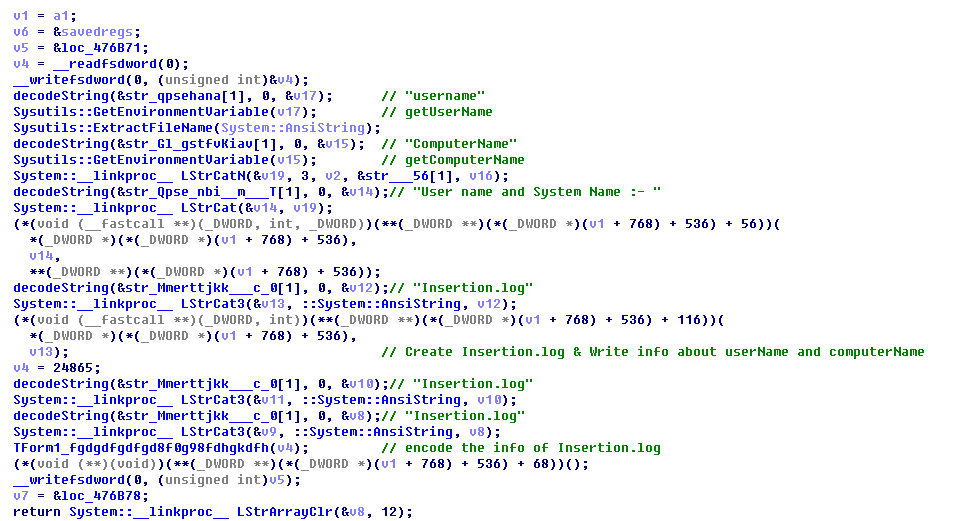 v1 = a1;
v6 = &savedregs;
v5 = &loc_476B71;
v4 = __readfsdword(0);
__writefsdword(0, (unsigned int)&v4);
decodeString(&str_qpsehana[1], 0, &v17);      // "username"
Sysutils::GetEnvironmentVariable(v17);        // getUserName
Sysutils::ExtractFileName(System::AnsiString);
decodeString(&str_Gl_gstfvKiav[1], 0, &v15);  // "ComputerName"
Sysutils::GetEnvironmentVariable(v15);        // getComputerName
System::__linkproc__ LStrCatN(&v19, 3, v2, &str___56[1], v16);
decodeString(&str_Qpse_nbi__m___T[1], 0, &v14);// "User name and System Name :- "
System::__linkproc__ LStrCat(&v14, v19);
(*(void (__fastcall **)(_DWORD, int, _DWORD))(**(_DWORD **)(*(_DWORD *)(v1 + 768) + 536) + 56))(
  *(_DWORD *)(*(_DWORD *)(v1 + 768) + 536),
  v14,
  **(_DWORD **)(*(_DWORD *)(v1 + 768) + 536));
decodeString(&str_Mmerttjkk___c_0[1], 0, &v12);// "Insertion.log"
System::__linkproc__ LStrCat3(&v13, ::System::AnsiString, v12);
(*(void (__fastcall **)(_DWORD, int))(**(_DWORD **)(*(_DWORD *)(v1 + 768) + 536) + 116))(
  *(_DWORD *)(*(_DWORD *)(v1 + 768) + 536),
  v13);                                       // Create Insertion.log & Write info about userName and computerName
v4 = 24865;
decodeString(&str_Mmerttjkk___c_0[1], 0, &v10);// "Insertion.log"
System::__linkproc__ LStrCat3(&v11, ::System::AnsiString, v10);
decodeString(&str_Mmerttjkk___c_0[1], 0, &v8);// "Insertion.log"
System::__linkproc__ LStrCat3(&v9, ::System::AnsiString, v8);
TForm1_fgdgdfgdfgd8f0g98fdhgkdfh(v4);         // encode the info of Insertion.log
(*(void (**)(void))(**(_DWORD **)(*(_DWORD *)(v1 + 768) + 536) + 68))();
__writefsdword(0, (unsigned int)v5);
v7 = &loc_476B78;
return System::__linkproc__ LStrArrayClr(&v8, 12);